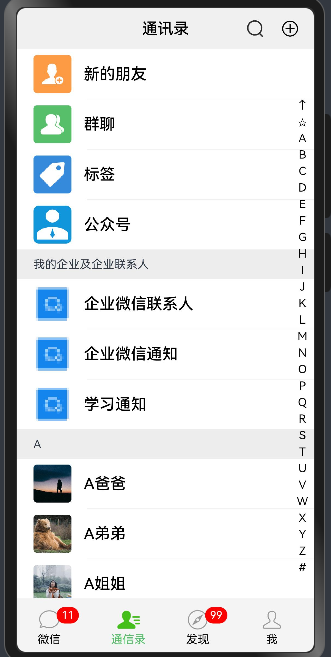 通讯录
新的朋友
群聊
标签
公众号
我的企业及企业联系人
企业微信联系人
企业微信通知
学习通知
A
A爸爸
A弟弟
A姐姐
↑
☆
A
B
C
D
E
F
G
H
I
J
K
L
M
N
O
P
Q
R
S
T
U
V
W
X
Y
Z
#
11
99
微信
通信录
发现
我